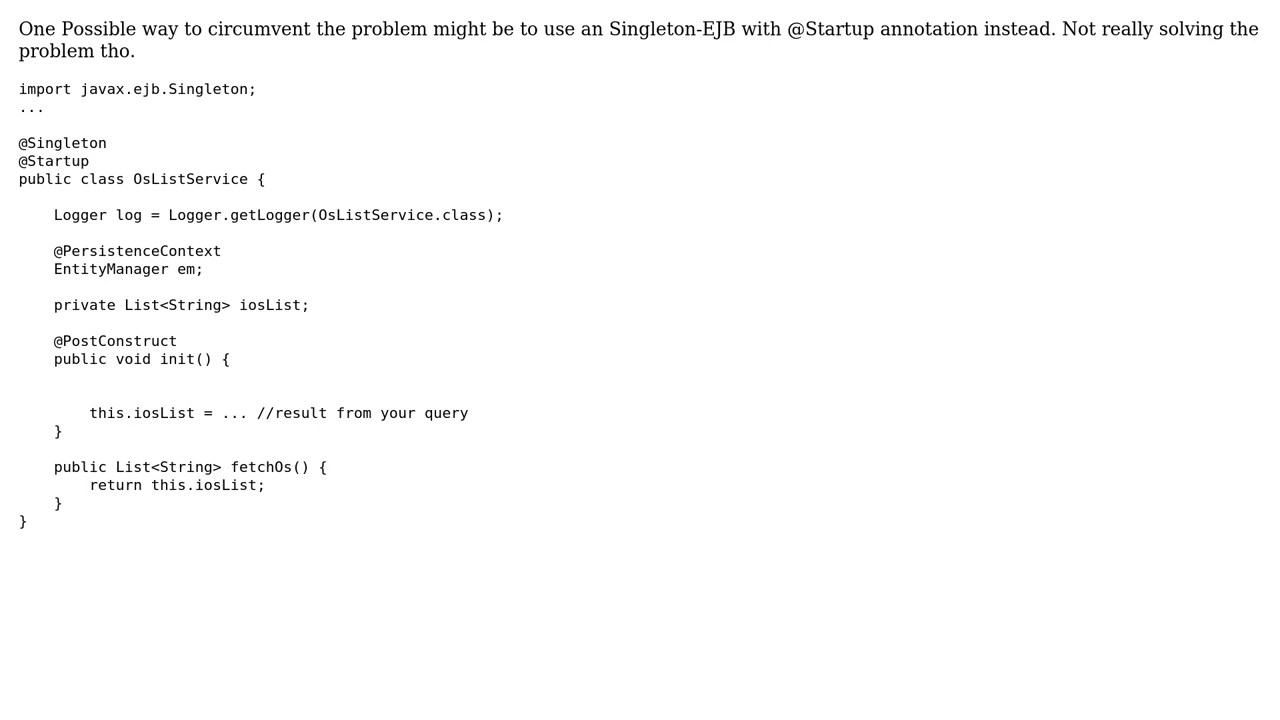 One Possible way to circumvent the problem might be to use an Singleton-EJB with @Startup annotation instead. Not really solving the
problem tho.
import javax.ejb.Singleton;
...
@Singleton
@Startup
public class OsListService {
    Logger log = Logger.getLogger(OsListService.class);
    @PersistenceContext
    EntityManager em;
    private List<String> iosList;
    @PostConstruct
    public void init() {
        this.iosList = ... //result from your query
    }
    public List<String> fetchOs() {
        return this.iosList;
    }
}